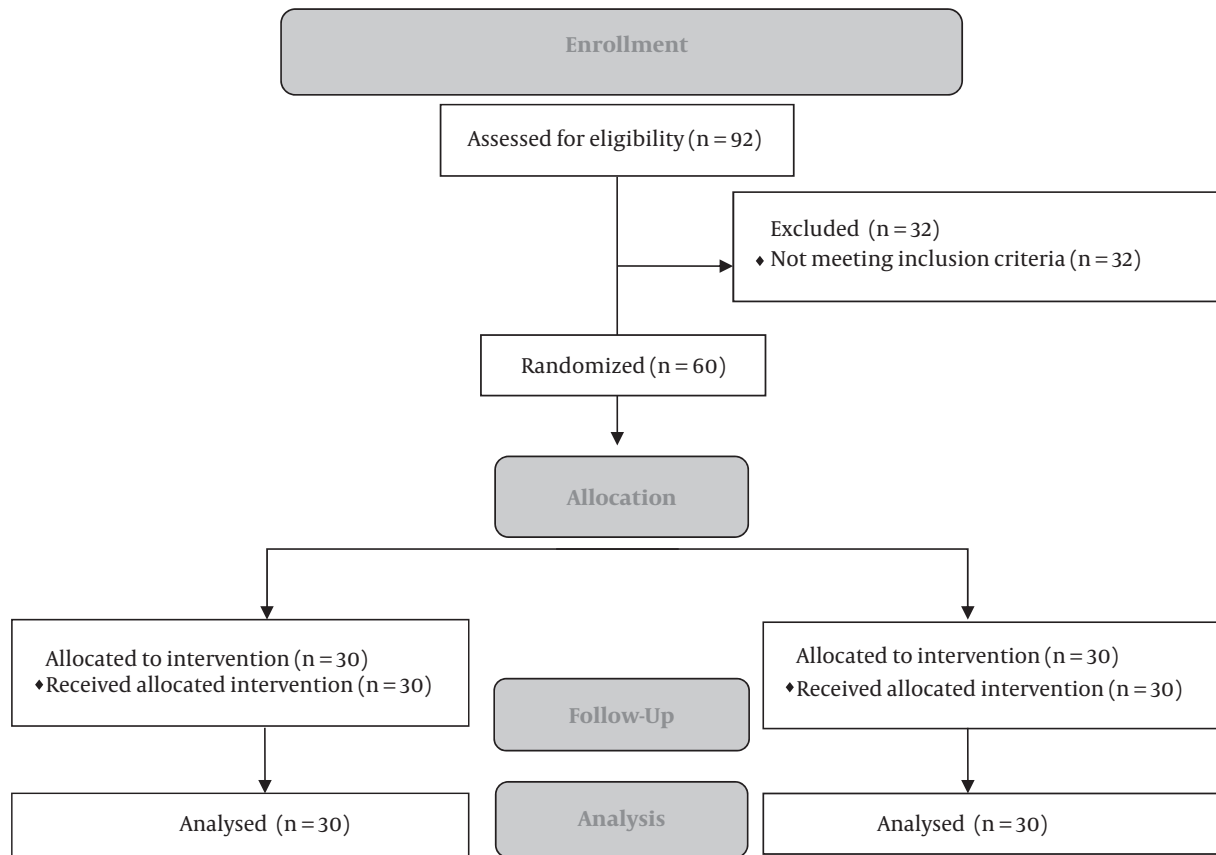 Enrollment
Assessed for eligibility (n = 92)
Excluded (n = 32)
♦ Not meeting inclusion criteria (n = 32)
Randomized (n = 60)
Allocation
Allocated to intervention (n = 30)
♦Received allocated intervention (n = 30)
Allocated to intervention (n = 30)
♦Received allocated intervention (n = 30)
Follow-Up
Analysed (n = 30)
Analysis
Analysed (n = 30)